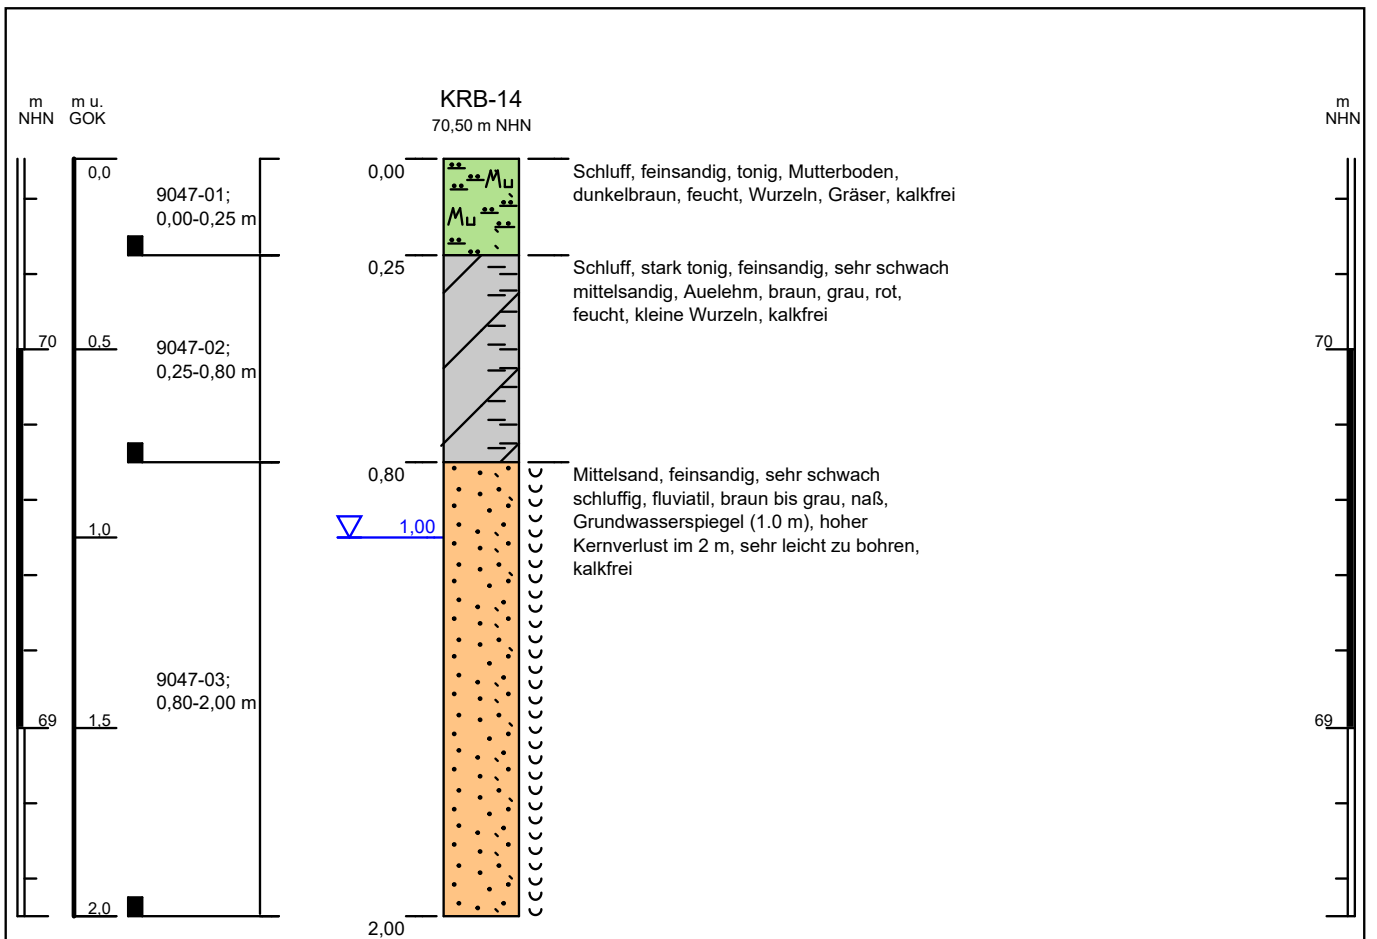 KRB-14
70,50 m NHN
m
NHN
m u.
GOK
m
NHN
0,0
0,5
1,0
1,5
2,0
70
69
70
69
9047-01;
0,00-0,25 m
9047-02;
0,25-0,80 m
9047-03;
0,80-2,00 m
0,00
0,25
0,80
1,00
2,00
Mu
Mu
Schluff, feinsandig, tonig, Mutterboden,
dunkelbraun, feucht, Wurzeln, Gräser, kalkfrei
Schluff, stark tonig, feinsandig, sehr schwach
mittelsandig, Auelehm, braun, grau, rot,
feucht, kleine Wurzeln, kalkfrei
Mittelsand, feinsandig, sehr schwach
schluffig, fluviatil, braun bis grau, naß,
Grundwasserspiegel (1.0 m), hoher
Kernverlust im 2 m, sehr leicht zu bohren,
kalkfrei